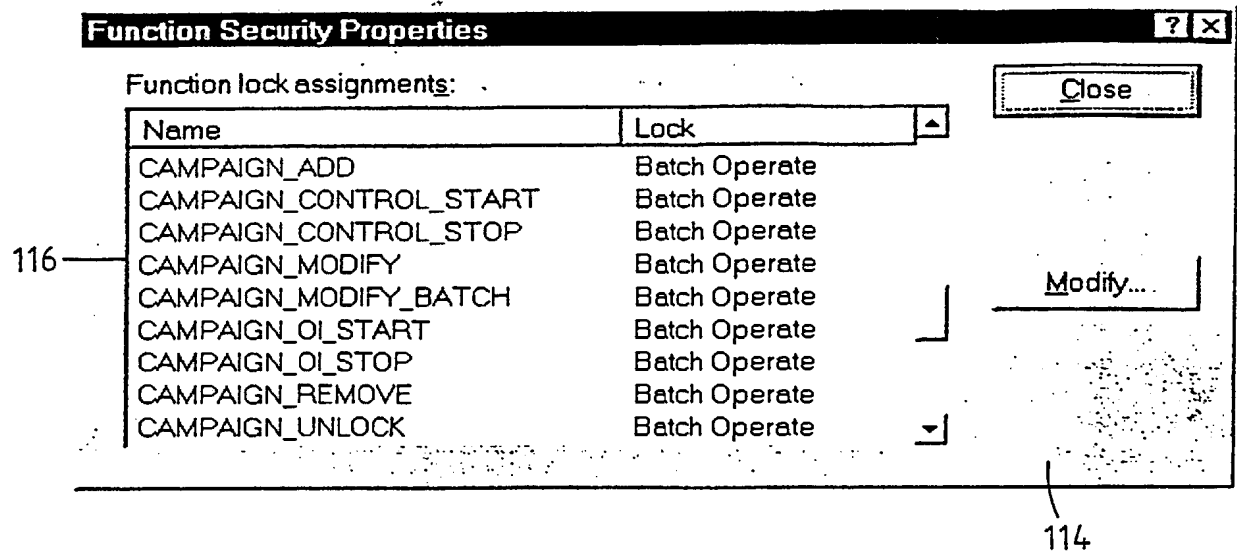 Function Security Properties ? ×
Function lock assignments: Close
Name Lock
CAMPAIGN_ADD Batch Operate
CAMPAIGN_CONTROL_START Batch Operate
CAMPAIGN_CONTROL_STOP Batch Operate
116 CAMPAIGN_MODIFY Batch Operate
CAMPAIGN_MODIFY_BATCH Batch Operate Modify...
CAMPAIGN_OI_START Batch Operate
CAMPAIGN_OI_STOP Batch Operate
CAMPAIGN_REMOVE Batch Operate
CAMPAIGN_UNLOCK Batch Operate
114